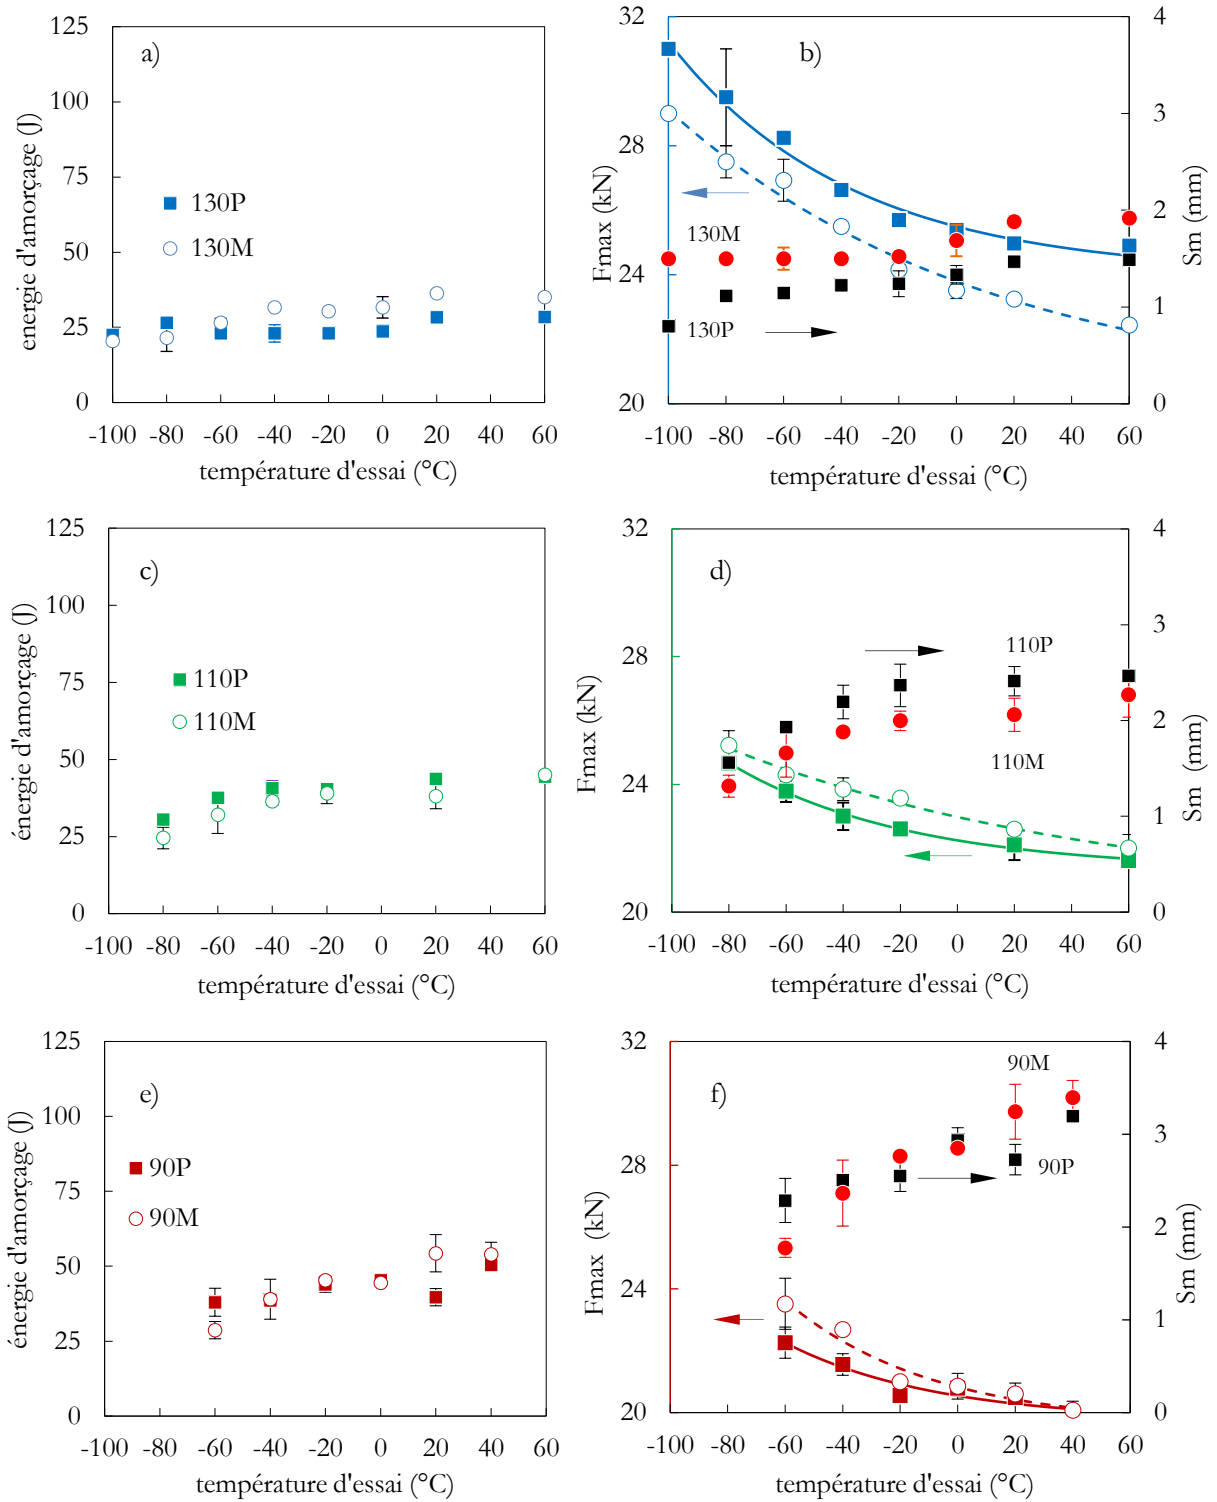 125
100
75
50
25
0
énergie d'amorçage (J)
a)
130P
130M
-100 -80 -60 -40 -20 0 20 40 60
température d'essai (°C)
32
28
24
20
Fmax (kN)
b)
130M
130P
4
3
2
1
0
Sm (mm)
-100 -80 -60 -40 -20 0 20 40 60
température d'essai (°C)
125
100
75
50
25
0
énergie d'amorçage (J)
c)
110P
110M
-100 -80 -60 -40 -20 0 20 40 60
température d'essai (°C)
32
28
24
20
Fmax (kN)
d)
110P
110M
4
3
2
1
0
Sm (mm)
-100 -80 -60 -40 -20 0 20 40 60
température d'essai (°C)
125
100
75
50
25
0
énergie d'amorçage (J)
e)
90P
90M
-100 -80 -60 -40 -20 0 20 40 60
température d'essai (°C)
32
28
24
20
Fmax (kN)
f)
90M
90P
4
3
2
1
0
Sm (mm)
-100 -80 -60 -40 -20 0 20 40 60
température d'essai (°C)